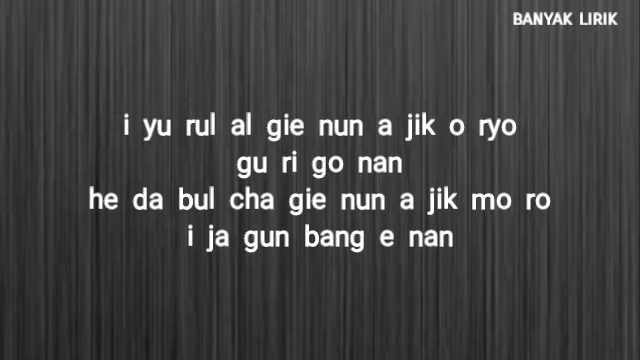 BANYAK LIRIK
i yu rul al gie nun a jik o ryo
gu ri go nan
he da bul cha gie nun a jik mo ro
i ja gun bang e nan